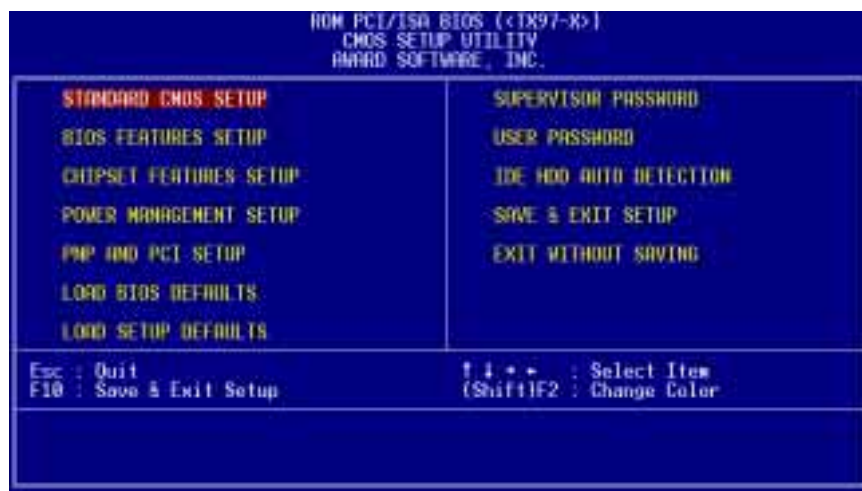 ROM PCI/ISA BIOS (<TX97-X>)
CMOS SETUP UTILITY
AWARD SOFTWARE, INC.
STANDARD CMOS SETUP
BIOS FEATURES SETUP
CHIPSET FEATURES SETUP
POWER MANAGEMENT SETUP
PNP AND PCI SETUP
LOAD BIOS DEFAULTS
LOAD SETUP DEFAULTS
SUPERVISOR PASSWORD
USER PASSWORD
IDE HDD AUTO DETECTION
SAVE & EXIT SETUP
EXIT WITHOUT SAVING
Esc : Quit
F10 : Save & Exit Setup
↑ ↓ → ← : Select Item
(Shift)F2 : Change Color